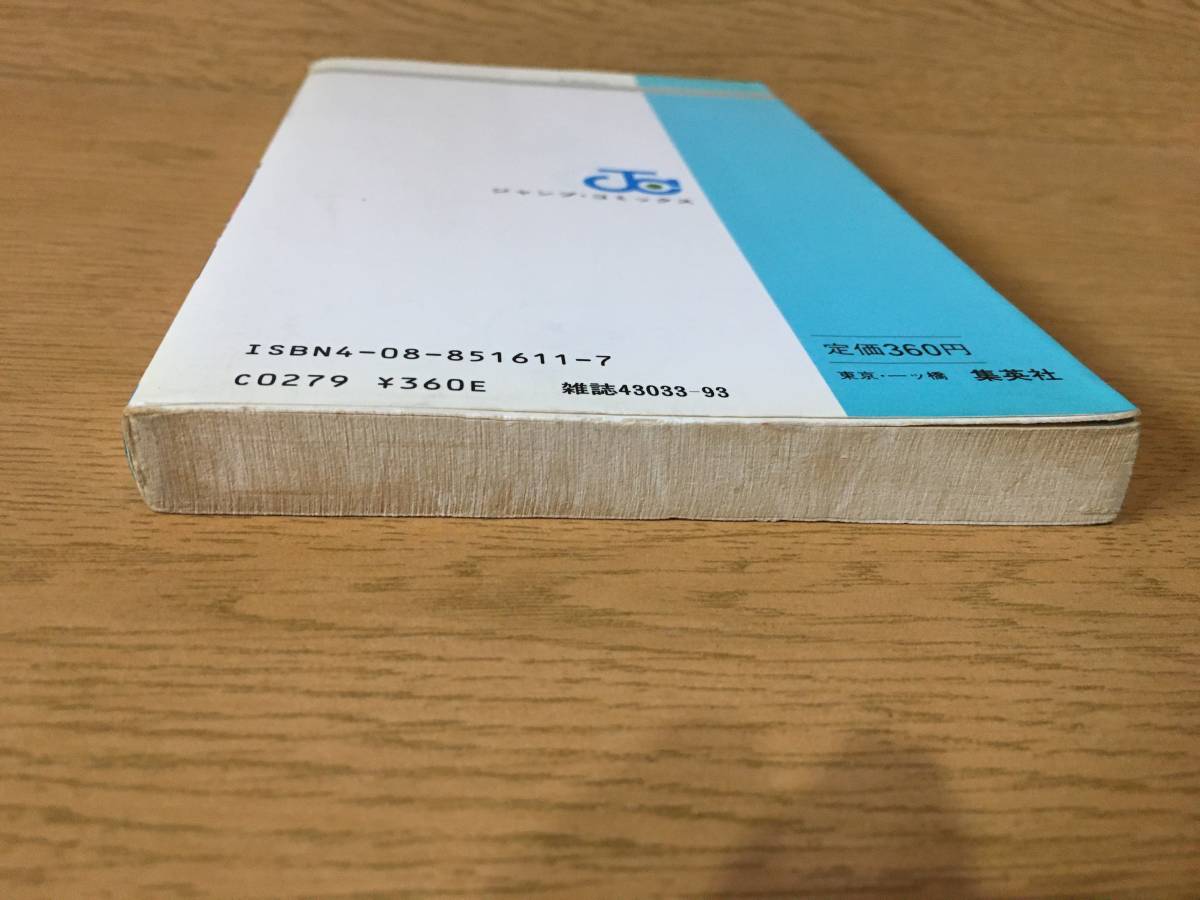 JC
ジャンプ・コミックス
ISBN4-08-851611-7
C0279 ¥360E 雑誌43033-93
定価360円
東京・一ツ橋 集英社